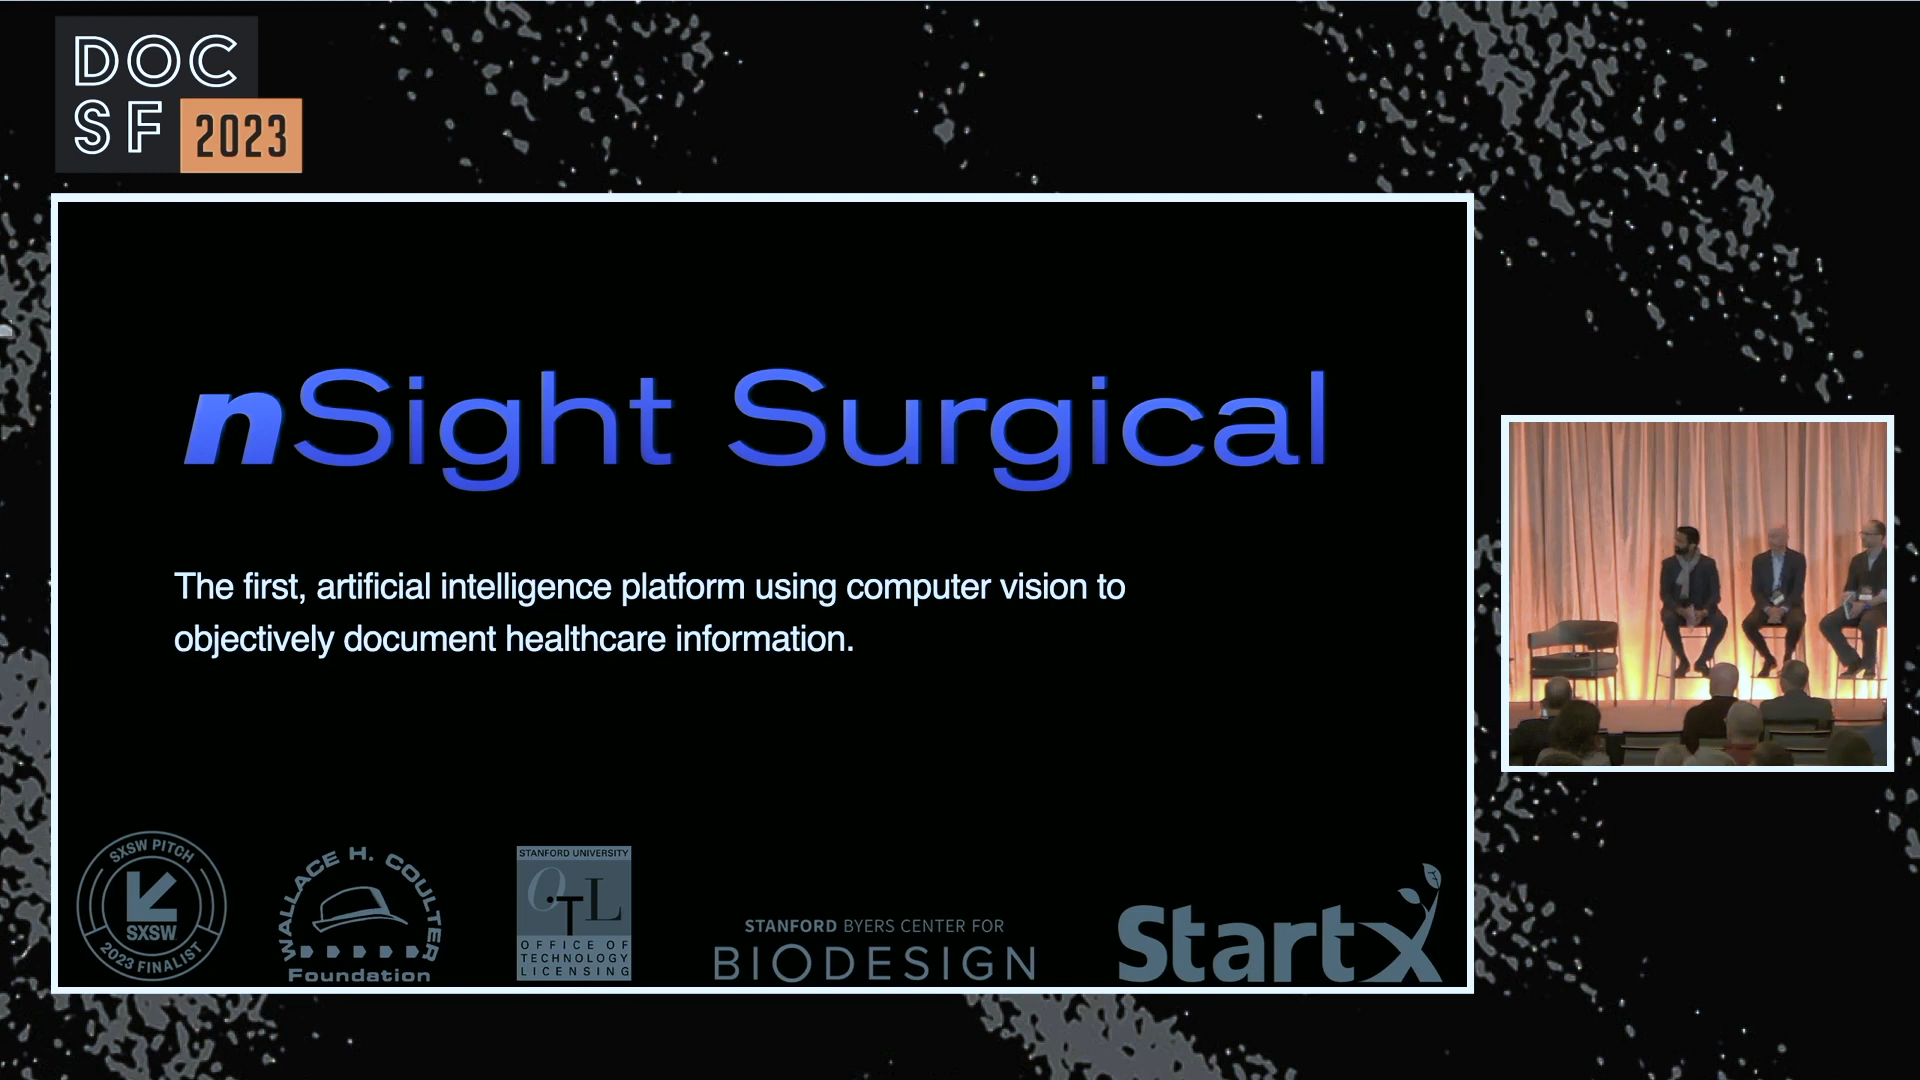 DOC
SF 2023
nSight Surgical
The first, artificial intelligence platform using computer vision to
objectively document healthcare information.
SXSW PITCH
SXSW
2023 FINALIST
WALLACE H. COULTER
Foundation
STANFORD UNIVERSITY
OTL
OFFICE OF
TECHNOLOGY
LICENSING
STANFORD BYERS CENTER FOR
BIODESIGN
StartX